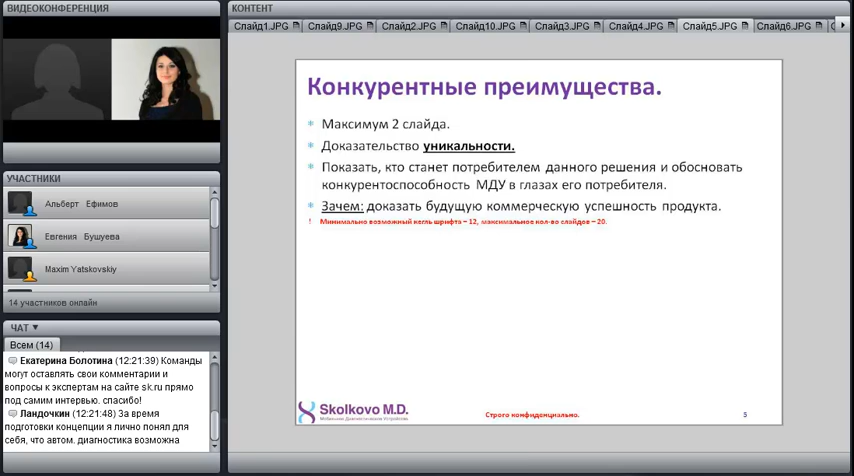 ВИДЕОКОНФЕРЕНЦИЯ
УЧАСТНИКИ
Альберт Ефимов
Евгения Бушуева
Maxim Yatskovskiy
14 участников онлайн
ЧАТ ▼
Всем (14)
Екатерина Болотина (12:21:39) Команды
могут оставлять свои комментарии и
вопросы к экспертам на сайте sk.ru прямо
под самим интервью. спасибо!
Ландочкин (12:21:48) За время
подготовки концепции я лично понял для
себя, что автом. диагностика возможна
КОНТЕНТ
Слайд1.JPG Слайд9.JPG Слайд2.JPG Слайд10.JPG Слайд3.JPG Слайд4.JPG Слайд5.JPG Слайд6.JPG
Конкурентные преимущества.
Максимум 2 слайда.
Доказательство уникальности.
Показать, кто станет потребителем данного решения и обосновать
конкурентоспособность МДУ в глазах его потребителя.
Зачем: доказать будущую коммерческую успешность продукта.
! Минимально возможный кегль шрифта – 12, максимальное кол-во слайдов – 20.
Skolkovo M.D.
Мобильные Диагностические Устройства
Строго конфиденциально.
5